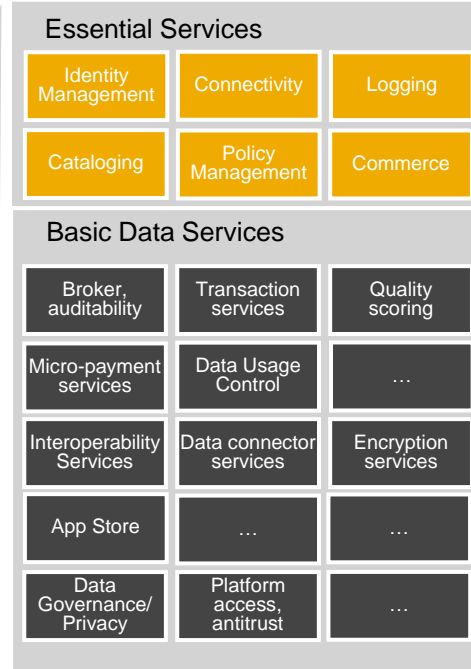 Essential Services
Identity
Management
Connectivity
Logging
Cataloging
Policy
Management
Commerce
Basic Data Services
Broker,
auditability
Transaction
services
Quality
scoring
Micro-payment
services
Data Usage
Control
…
Interoperability
Services
Data connector
services
Encryption
services
App Store
…
…
Data
Governance/
Privacy
Platform
access,
antitrust
…